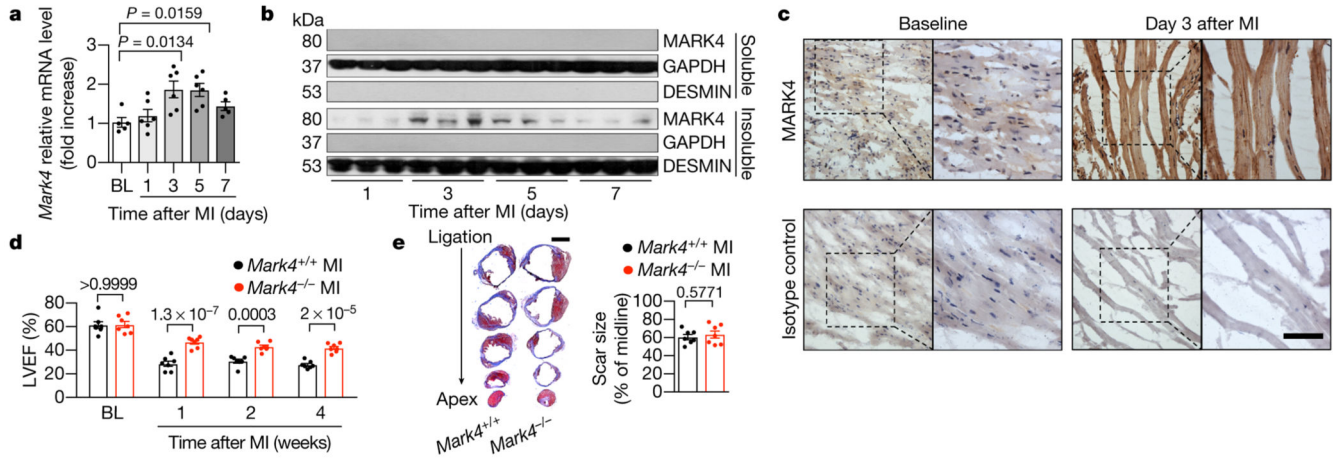 a
P = 0.0159
P = 0.0134
Mark4 relative mRNA level
(fold increase)
3
2
1
0
BL 1 3 5 7
Time after MI (days)
b
kDa
80 MARK4
37 GAPDH
53 DESMIN
Soluble
80 MARK4
37 GAPDH
53 DESMIN
Insoluble
1 3 5 7
Time after MI (days)
c
Baseline Day 3 after MI
MARK4
Isotype control
d
Mark4+/+ MI
Mark4−/− MI
>0.9999
1.3 × 10−7
0.0003
2 × 10−5
LVEF (%)
80
60
40
20
0
BL 1 2 4
Time after MI (weeks)
e
Ligation
Apex
Mark4+/+ Mark4−/−
Mark4+/+ MI
Mark4−/− MI
0.5771
Scar size
(% of midline)
100
80
60
40
20
0